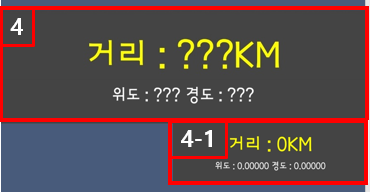 4
거리 : ???KM
위도 : ??? 경도 : ???
4-1
거리 : 0KM
위도 : 0.00000 경도 : 0.00000